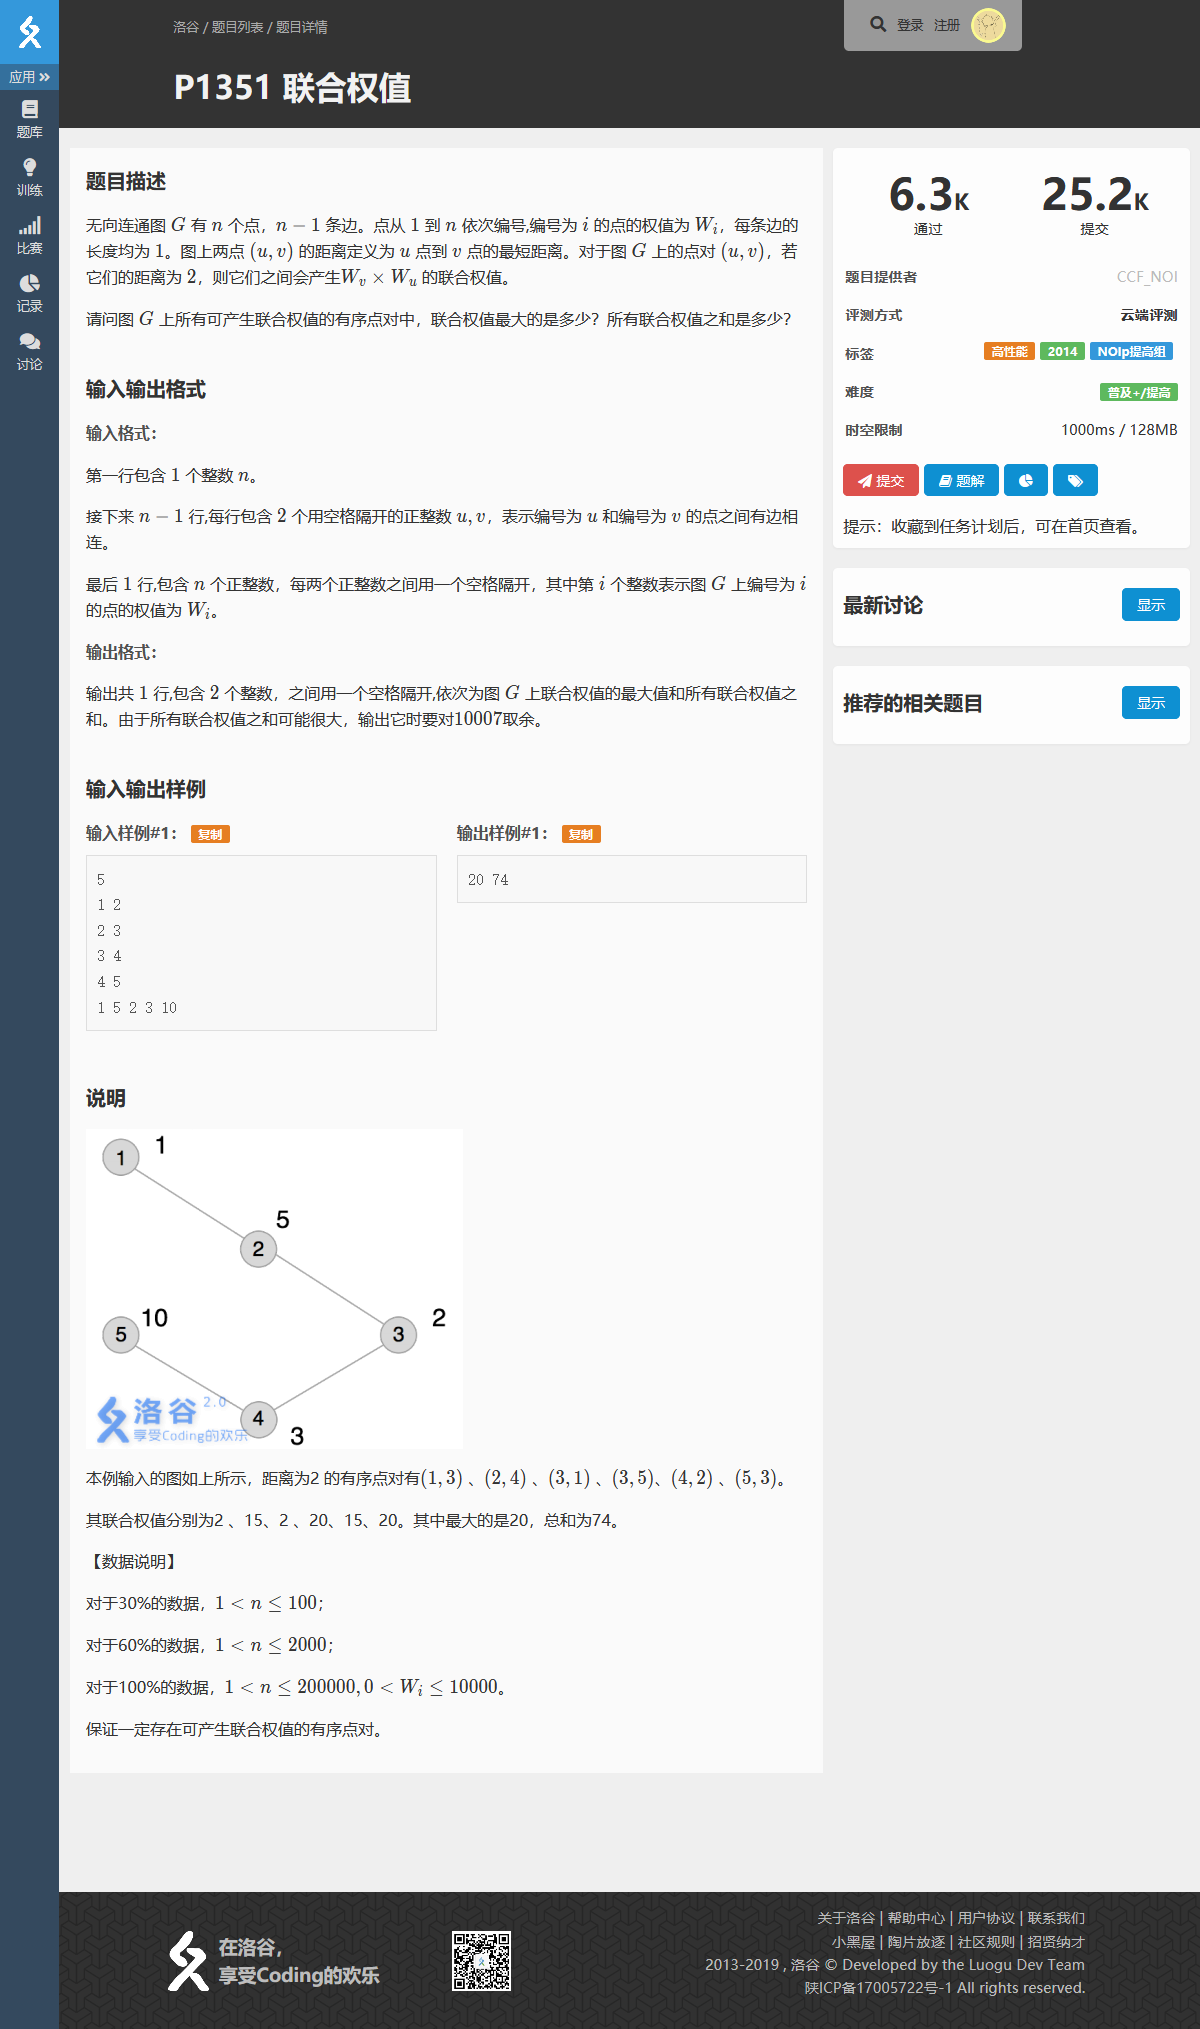 应用
题库
训练
比赛
记录
讨论
洛谷 / 题目列表 / 题目详情
登录 注册
P1351 联合权值
题目描述
无向连通图 G 有 n 个点，n − 1 条边。点从 1 到 n 依次编号,编号为 i 的点的权值为 W_i，每条边的
长度均为 1。图上两点 (u, v) 的距离定义为 u 点到 v 点的最短距离。对于图 G 上的点对 (u, v)，若
它们的距离为 2，则它们之间会产生W_v × W_u 的联合权值。
请问图 G 上所有可产生联合权值的有序点对中，联合权值最大的是多少？所有联合权值之和是多少？
输入输出格式
输入格式：
第一行包含 1 个整数 n。
接下来 n − 1 行,每行包含 2 个用空格隔开的正整数 u, v，表示编号为 u 和编号为 v 的点之间有边相
连。
最后 1 行,包含 n 个正整数，每两个正整数之间用一个空格隔开，其中第 i 个整数表示图 G 上编号为 i
的点的权值为 W_i。
输出格式：
输出共 1 行,包含 2 个整数，之间用一个空格隔开,依次为图 G 上联合权值的最大值和所有联合权值之
和。由于所有联合权值之和可能很大，输出它时要对10007取余。
输入输出样例
输入样例#1： 复制
5
1 2
2 3
3 4
4 5
1 5 2 3 10
输出样例#1： 复制
20 74
说明
1
1
5
2
10
5
2
3
4
3
洛谷 2.0
享受Coding的欢乐
本例输入的图如上所示，距离为2 的有序点对有(1, 3) 、(2, 4) 、(3, 1) 、(3, 5)、(4, 2) 、(5, 3)。
其联合权值分别为2 、15、2 、20、15、20。其中最大的是20，总和为74。
【数据说明】
对于30%的数据，1 < n ≤ 100；
对于60%的数据，1 < n ≤ 2000；
对于100%的数据，1 < n ≤ 200000, 0 < W_i ≤ 10000。
保证一定存在可产生联合权值的有序点对。
6.3K
通过
25.2K
提交
题目提供者 CCF_NOI
评测方式 云端评测
标签 高性能 2014 NOIp提高组
难度 普及+/提高
时空限制 1000ms / 128MB
提交 题解
提示：收藏到任务计划后，可在首页查看。
最新讨论 显示
推荐的相关题目 显示
在洛谷，
享受Coding的欢乐
关于洛谷 | 帮助中心 | 用户协议 | 联系我们
小黑屋 | 陶片放逐 | 社区规则 | 招贤纳才
2013-2019 , 洛谷 © Developed by the Luogu Dev Team
陕ICP备17005722号-1 All rights reserved.